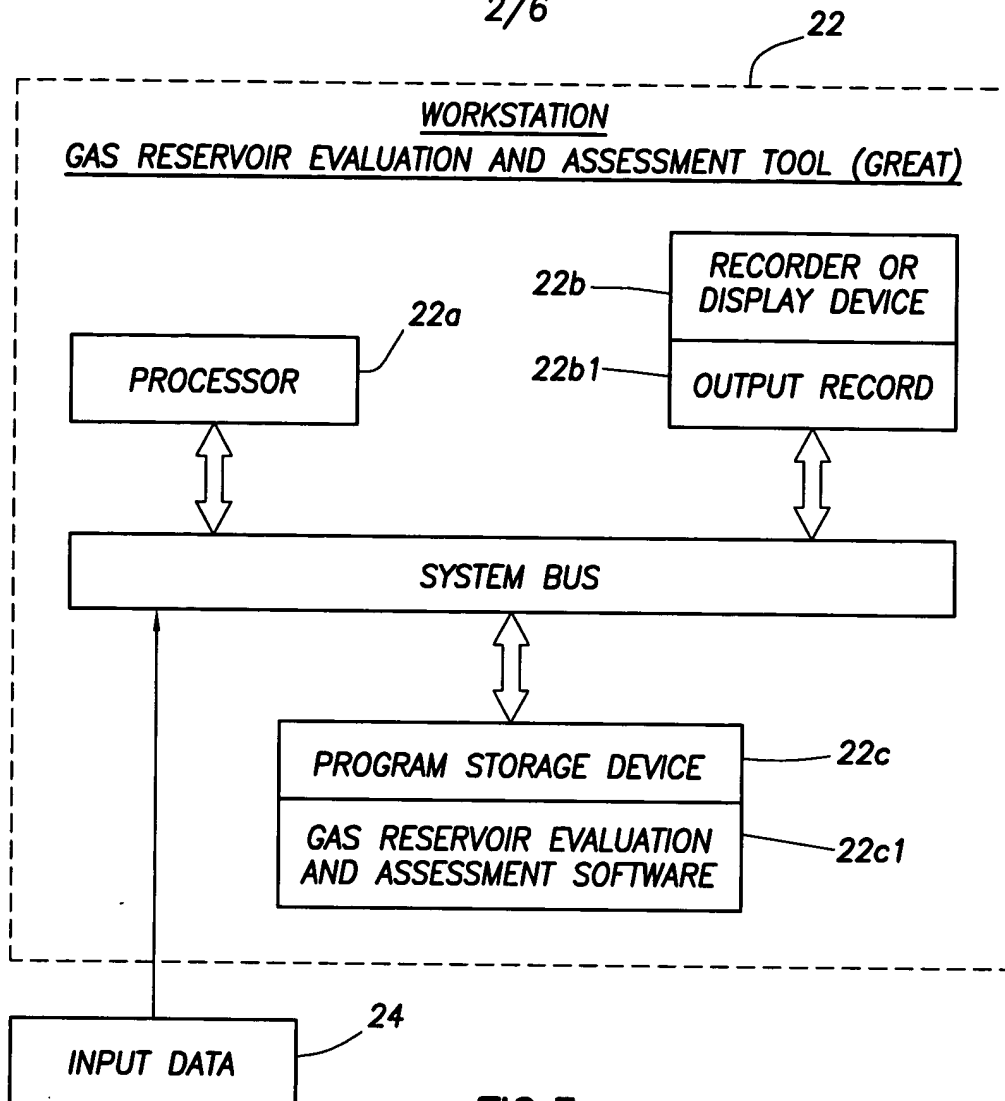 2/6
22
WORKSTATION
GAS RESERVOIR EVALUATION AND ASSESSMENT TOOL (GREAT)
RECORDER OR
DISPLAY DEVICE
22b
22a
PROCESSOR
22b1
OUTPUT RECORD
SYSTEM BUS
PROGRAM STORAGE DEVICE
22c
GAS RESERVOIR EVALUATION
AND ASSESSMENT SOFTWARE
22c1
24
INPUT DATA